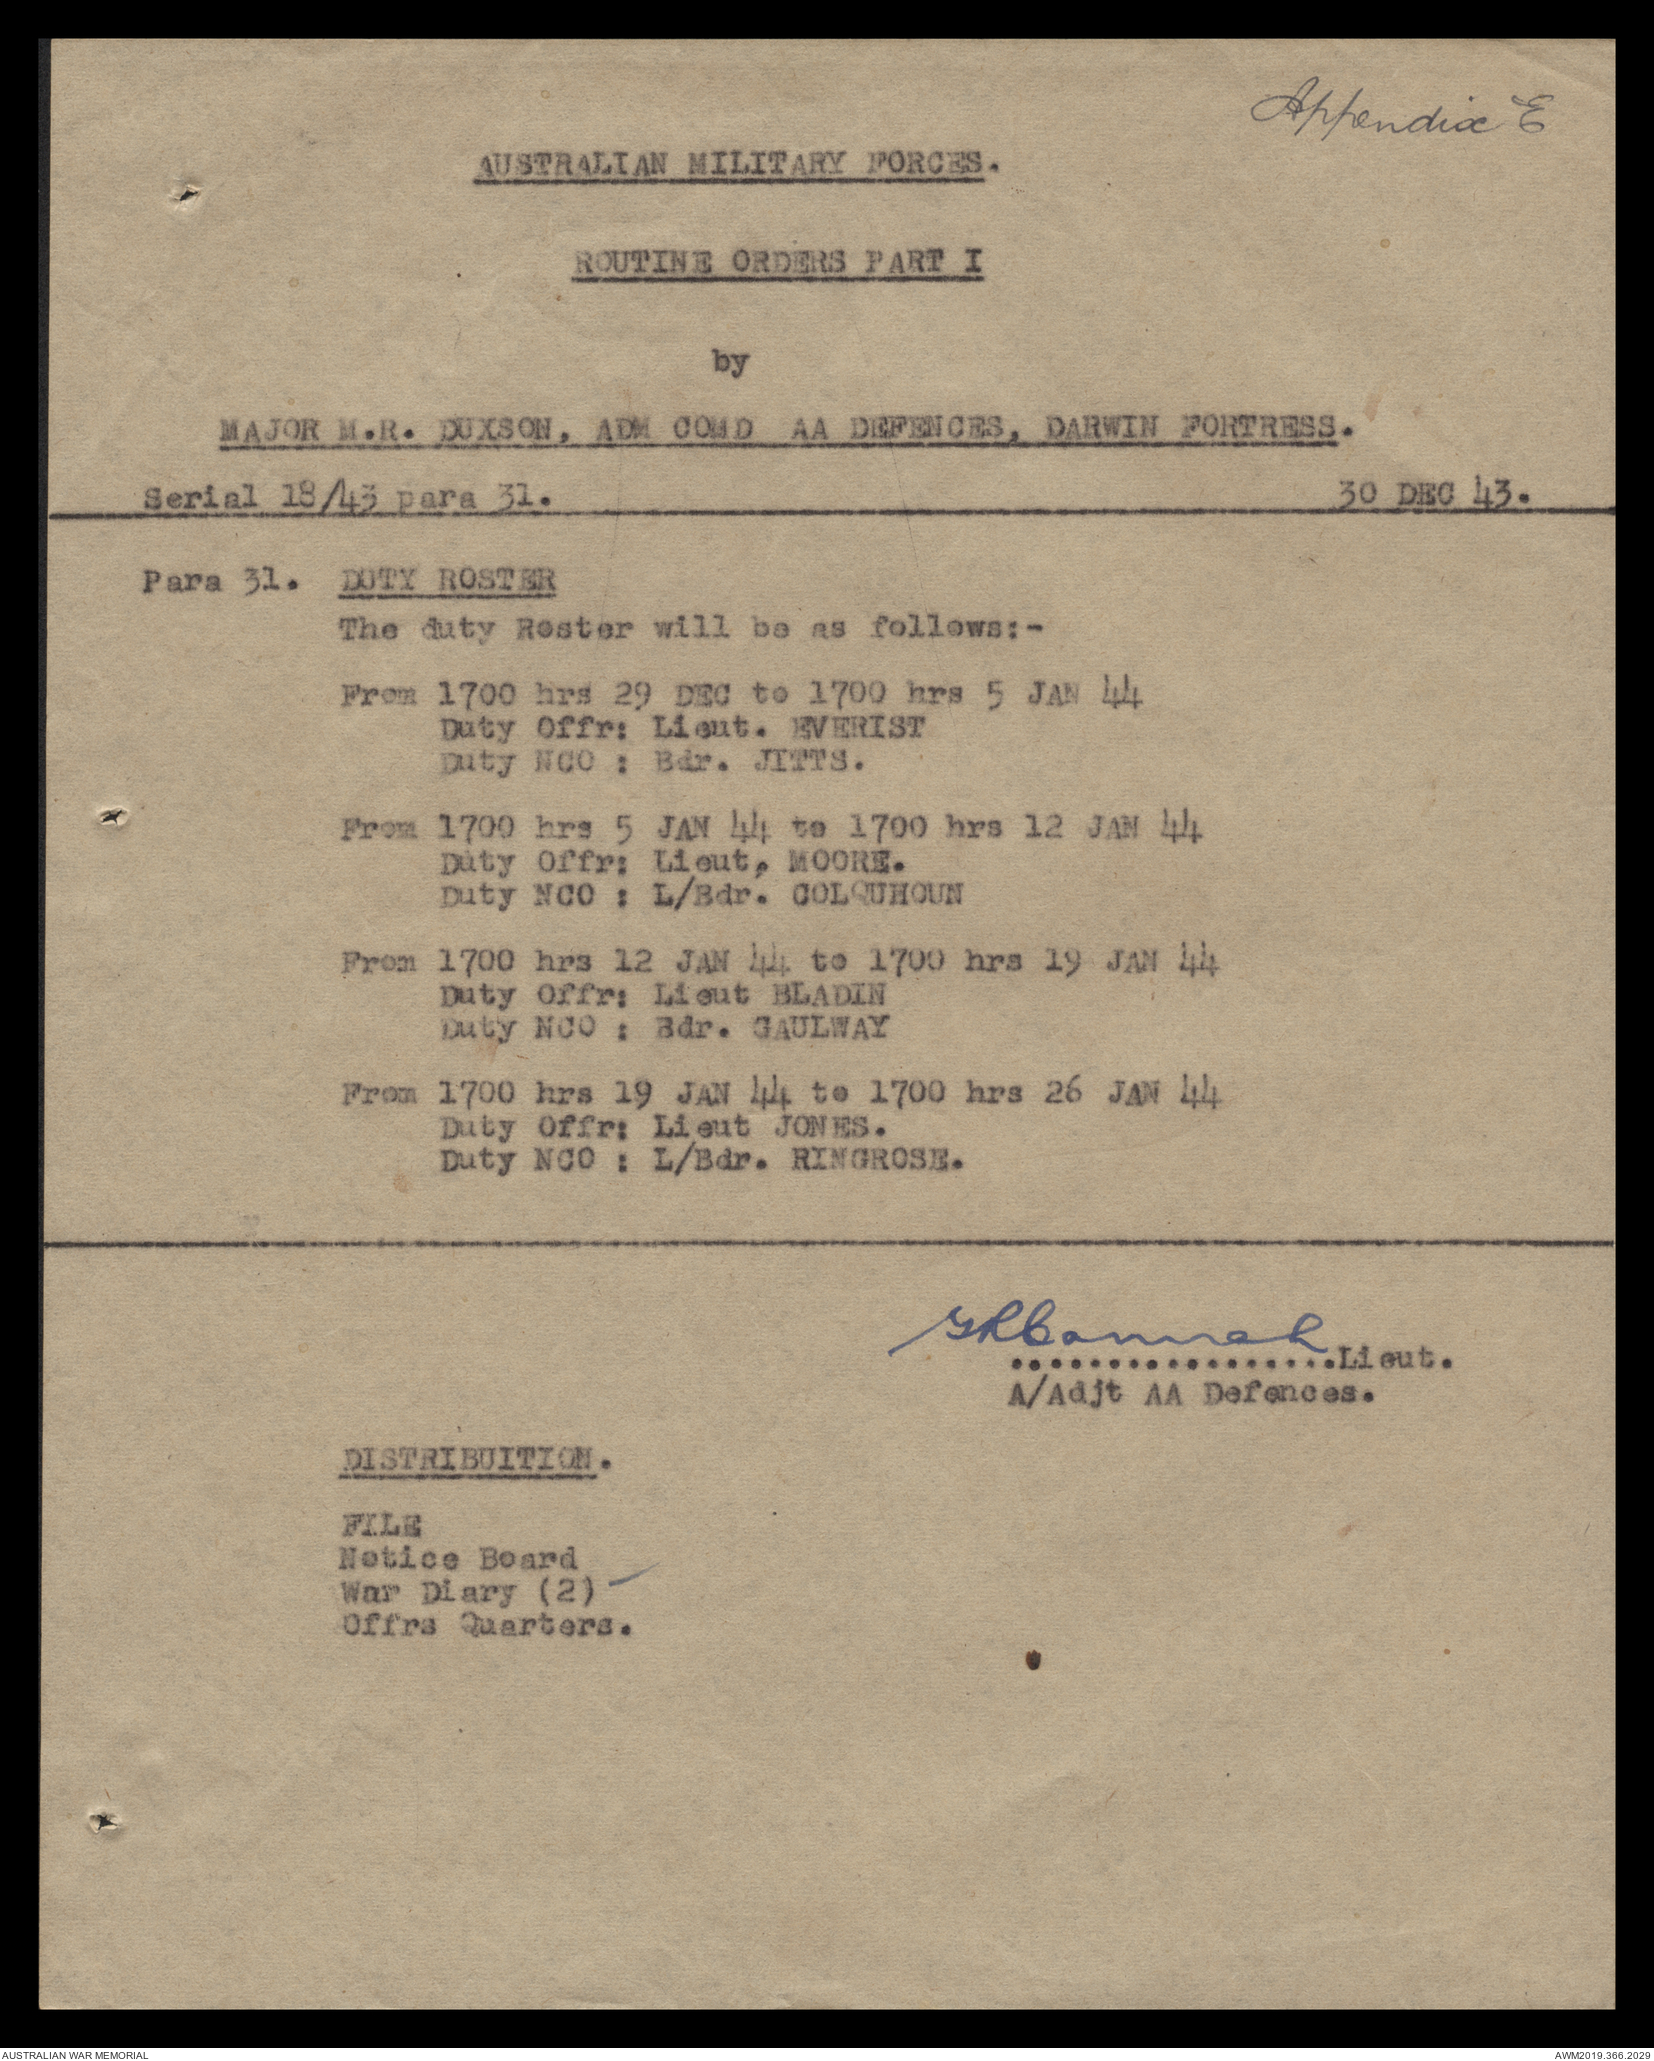 Appendix "E
AUSTRALIAN MILITARY FORCES.
ROUTINE ORDERS PART I
by
MAJOR M.R. DUXSON, ADM COMD AA DEFENCES, DARWIN FORTRESS.
Serial 18/43 para 31. 30 DEC 43.
Para 31. DUTY ROSTER
The duty Roster will be as follows:-
From 1700 hrs 29 DEC to 1700 hrs 5 JAN 44
Duty Offr: Lieut. EVERIST
Duty NCO : Bdr. JITTS.
From 1700 hrs 5 JAN 44 to 1700 hrs 12 JAN 44
Duty Offr: Lieut, MOORE.
Duty NCO : L/Bdr. COLQUHOUN
From 1700 hrs 12 JAN 44 to 1700 hrs 19 JAN 44
Duty Offr: Lieut BLADIN
Duty NCO : Bdr. GAULWAY
From 1700 hrs 19 JAN 44 to 1700 hrs 26 JAN 44
Duty Offr: Lieut JONES.
Duty NCO : L/Bdr. RINGROSE.
.................Lieut.
A/Adjt AA Defences.
DISTRIBUITION.
FILE
Notice Board
War Diary (2)
Offrs Quarters.
AUSTRALIAN WAR MEMORIAL AWM2019.366.2029